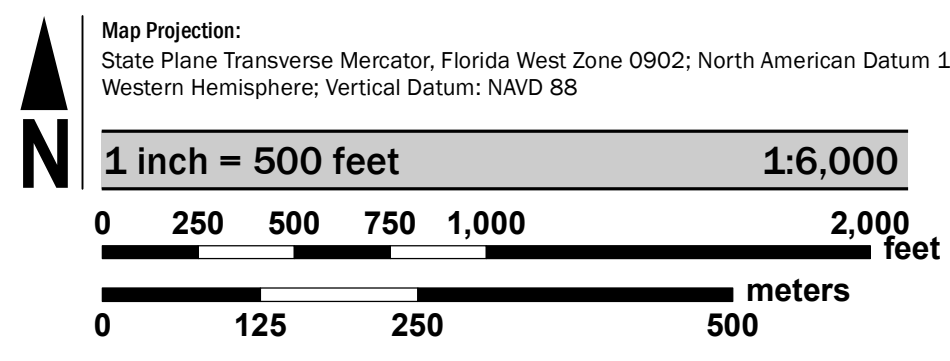 N
Map Projection:
State Plane Transverse Mercator, Florida West Zone 0902; North American Datum 1
Western Hemisphere; Vertical Datum: NAVD 88
1 inch = 500 feet 1:6,000
0 250 500 750 1,000 2,000
feet
meters
0 125 250 500